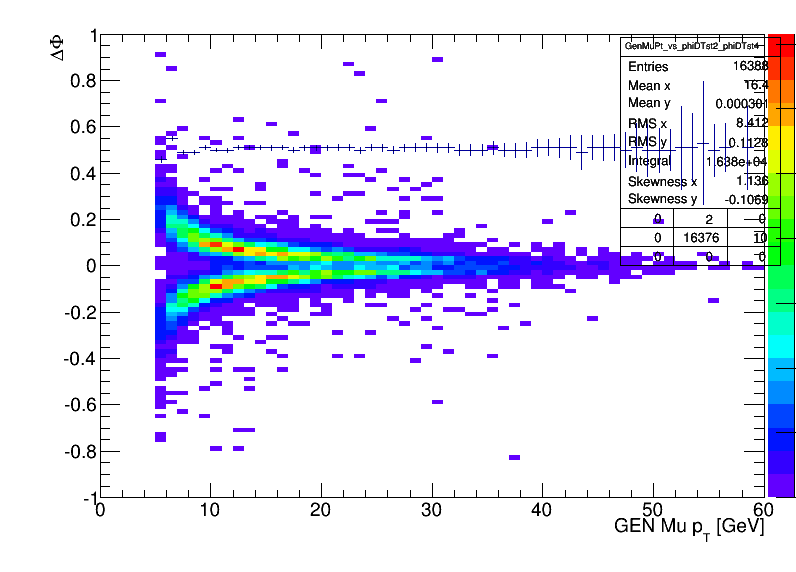 GenMuPt_vs_phiDTst2_phiDTst4
Entries 16388
Mean x 16.4
Mean y 0.000301
RMS x 8.412
RMS y 0.1128
Integral 1.638e+04
Skewness x 1.136
Skewness y -0.1069
0 2 0
0 16376 10
0 0 0
ΔΦ
1
0.8
0.6
0.4
0.2
0
-0.2
-0.4
-0.6
-0.8
-1
0 10 20 30 40 50 60
GEN Mu pT [GeV]